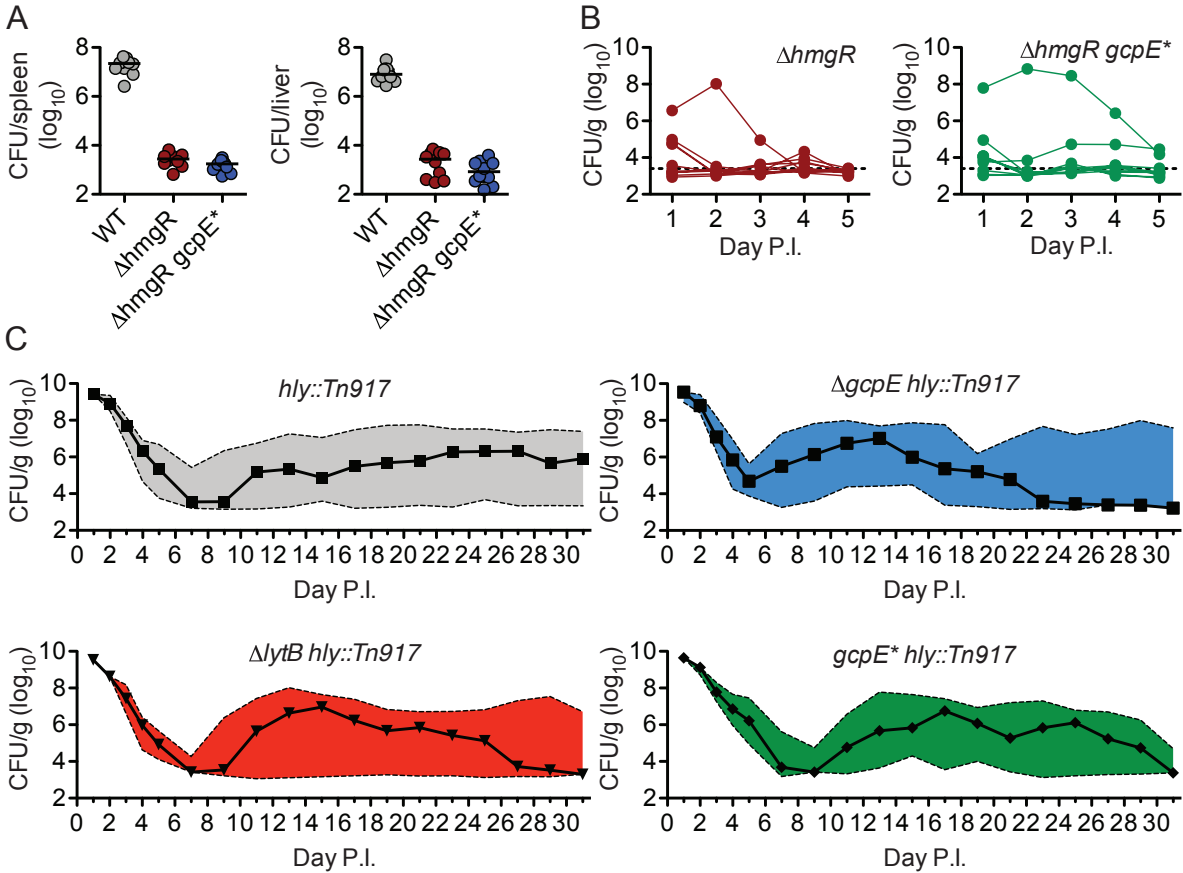 A
CFU/spleen
(log10)
8
6
4
2
WT
ΔhmgR
ΔhmgR gcpE*
CFU/liver
(log10)
8
6
4
2
WT
ΔhmgR
ΔhmgR gcpE*
B
CFU/g (log10)
10
8
6
4
2
ΔhmgR
1 2 3 4 5
Day P.I.
CFU/g (log10)
10
8
6
4
2
ΔhmgR gcpE*
1 2 3 4 5
Day P.I.
C
CFU/g (log10)
10
8
6
4
2
hly::Tn917
0 2 4 6 8 10 12 14 16 18 20 22 24 26 28 30
Day P.I.
CFU/g (log10)
10
8
6
4
2
ΔgcpE hly::Tn917
0 2 4 6 8 10 12 14 16 18 20 22 24 26 28 30
Day P.I.
CFU/g (log10)
10
8
6
4
2
ΔlytB hly::Tn917
0 2 4 6 8 10 12 14 16 18 20 22 24 26 28 30
Day P.I.
CFU/g (log10)
10
8
6
4
2
gcpE* hly::Tn917
0 2 4 6 8 10 12 14 16 18 20 22 24 26 28 30
Day P.I.